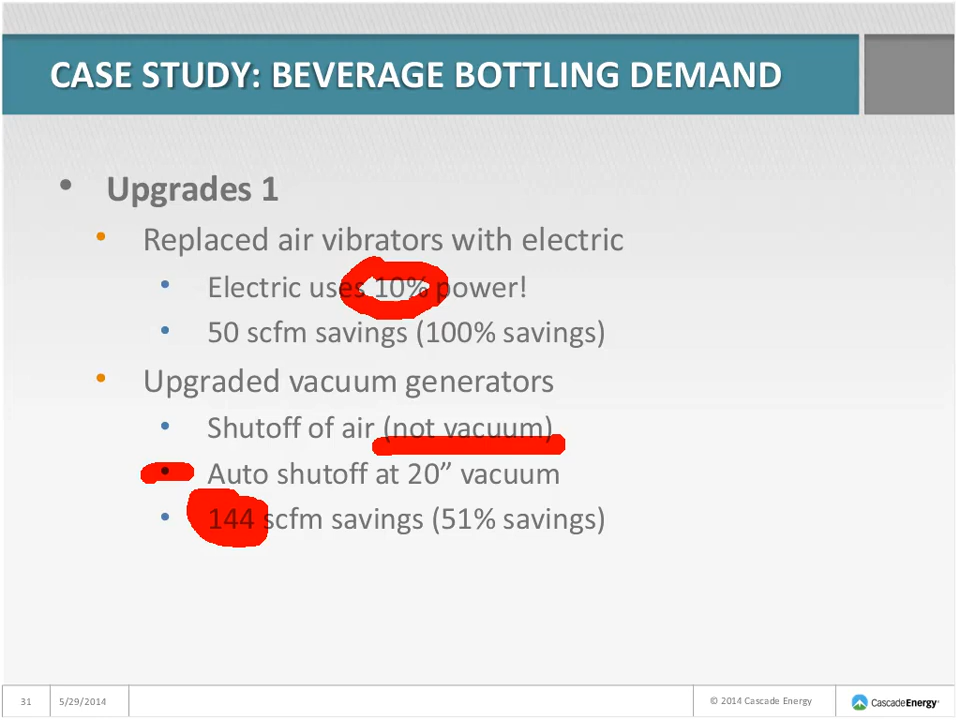 CASE STUDY: BEVERAGE BOTTLING DEMAND
• Upgrades 1
• Replaced air vibrators with electric
• Electric uses 10% power!
• 50 scfm savings (100% savings)
• Upgraded vacuum generators
• Shutoff of air (not vacuum)
• Auto shutoff at 20” vacuum
• 144 scfm savings (51% savings)
31 5/29/2014 © 2014 Cascade Energy CascadeEnergy®